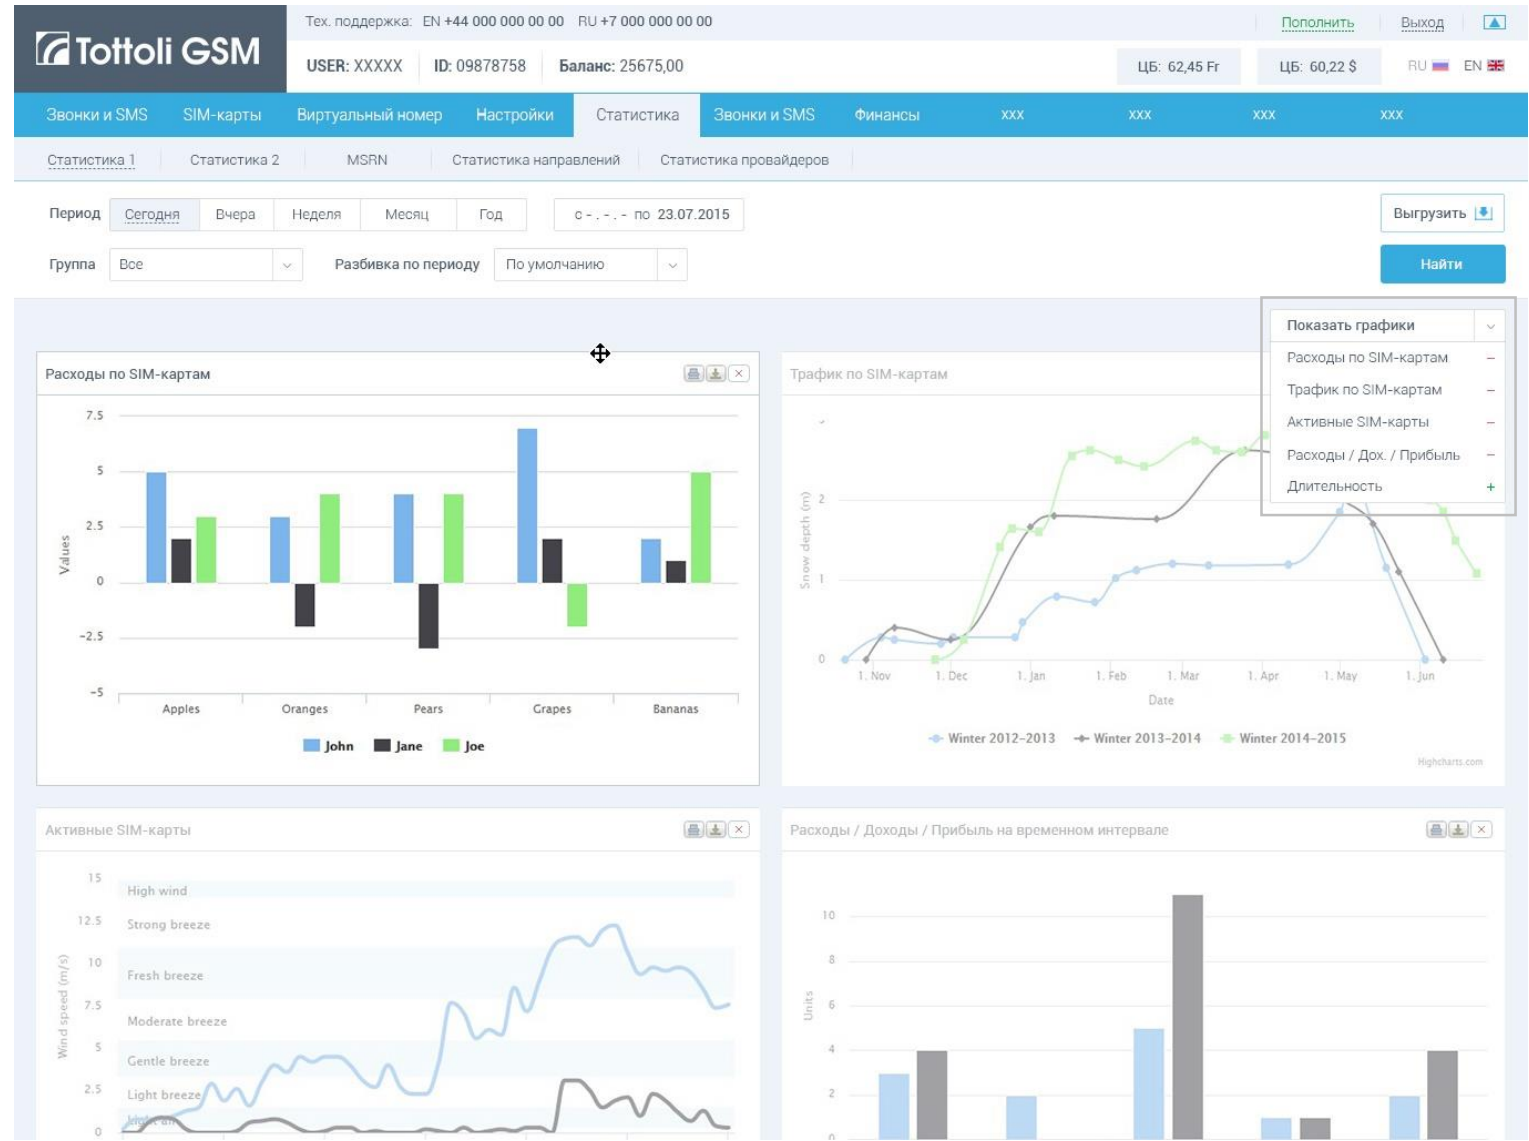 Тех. поддержка: EN +44 000 000 00 00 RU +7 000 000 00 00 Пополнить Выход
Tottoli GSM
USER: XXXXX ID: 09878758 Баланс: 25675,00 ЦБ: 62,45 Fr ЦБ: 60,22 $ RU EN
Звонки и SMS SIM-карты Виртуальный номер Настройки Статистика Звонки и SMS Финансы xxx xxx xxx xxx
Статистика 1 Статистика 2 MSRN Статистика направлений Статистика провайдеров
Период Сегодня Вчера Неделя Месяц Год с - . - . - по 23.07.2015 Выгрузить
Группа Все Разбивка по периоду По умолчанию Найти
Показать графики
Расходы по SIM-картам –
Трафик по SIM-картам –
Активные SIM-карты –
Расходы / Дох. / Прибыль –
Длительность +
Расходы по SIM-картам
7.5
5
2.5
0
-2.5
-5
Values
Apples Oranges Pears Grapes Bananas
John Jane Joe
Трафик по SIM-картам
2
1
0
Snow depth (m)
1. Nov 1. Dec 1. Jan 1. Feb 1. Mar 1. Apr 1. May 1. Jun
Date
Winter 2012-2013 Winter 2013-2014 Winter 2014-2015
Highcharts.com
Активные SIM-карты
15
12.5
10
7.5
5
2.5
0
Wind speed (m/s)
High wind
Strong breeze
Fresh breeze
Moderate breeze
Gentle breeze
Light breeze
Light air
Расходы / Доходы / Прибыль на временном интервале
10
8
6
4
2
0
Units